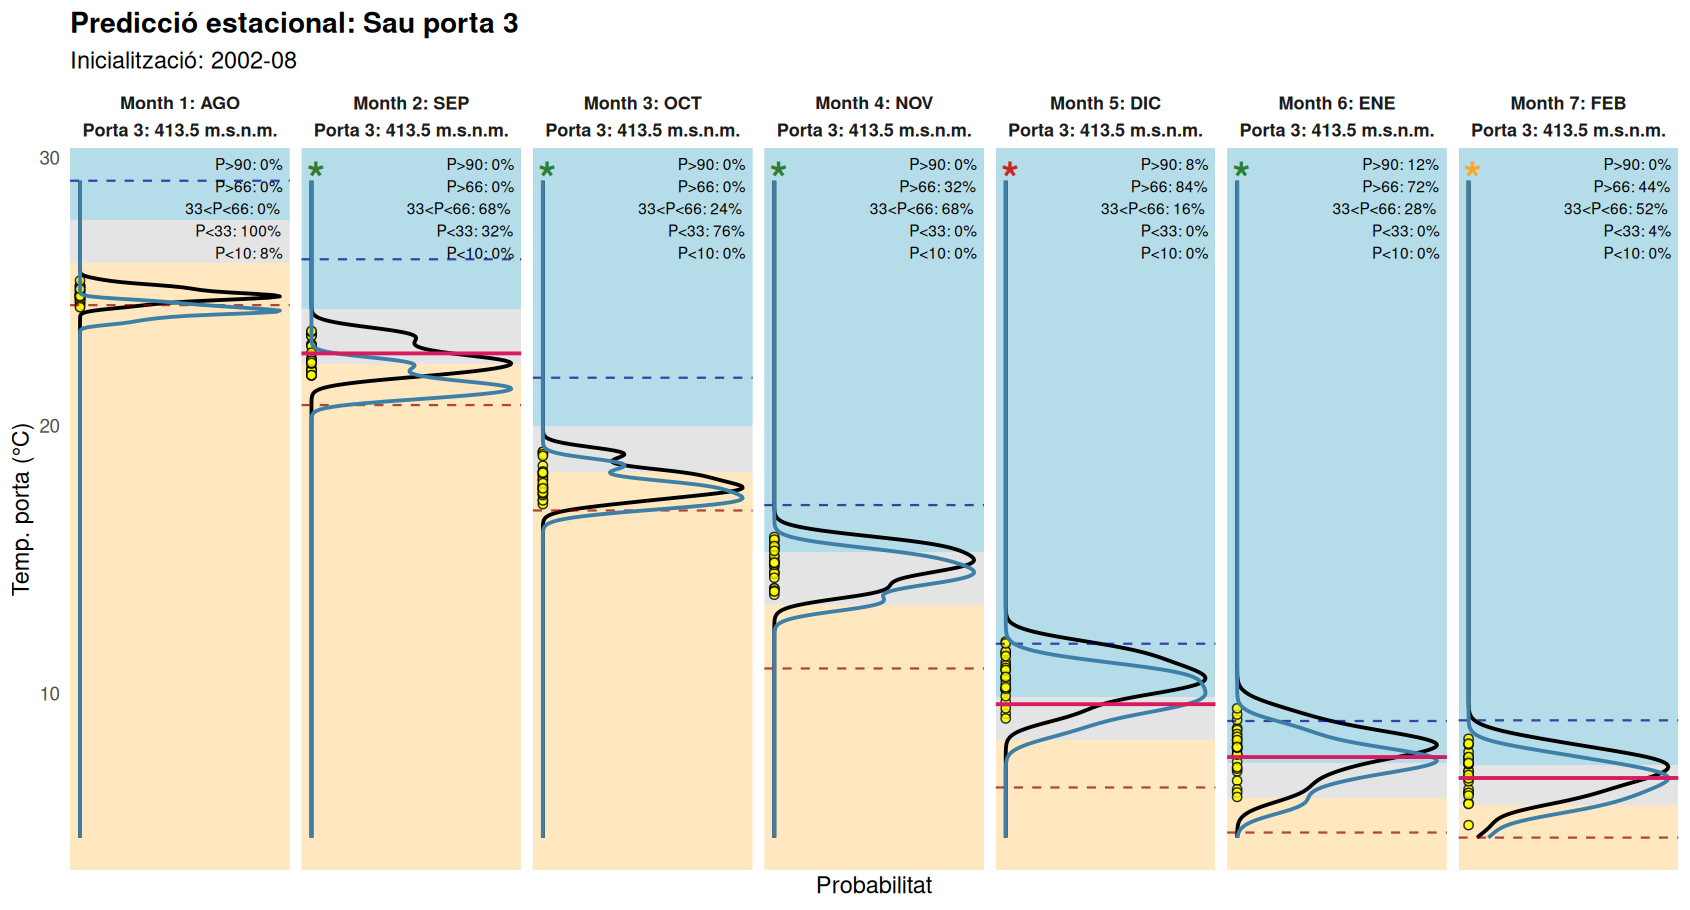 Predicció estacional: Sau porta 3
Inicialització: 2002-08
Month 1: AGO
Porta 3: 413.5 m.s.n.m.
P>90: 0%
P>66: 0%
33<P<66: 0%
P<33: 100%
P<10: 8%
Month 2: SEP
Porta 3: 413.5 m.s.n.m.
*
P>90: 0%
P>66: 0%
33<P<66: 68%
P<33: 32%
P<10: 0%
Month 3: OCT
Porta 3: 413.5 m.s.n.m.
*
P>90: 0%
P>66: 0%
33<P<66: 24%
P<33: 76%
P<10: 0%
Month 4: NOV
Porta 3: 413.5 m.s.n.m.
*
P>90: 0%
P>66: 32%
33<P<66: 68%
P<33: 0%
P<10: 0%
Month 5: DIC
Porta 3: 413.5 m.s.n.m.
*
P>90: 8%
P>66: 84%
33<P<66: 16%
P<33: 0%
P<10: 0%
Month 6: ENE
Porta 3: 413.5 m.s.n.m.
*
P>90: 12%
P>66: 72%
33<P<66: 28%
P<33: 0%
P<10: 0%
Month 7: FEB
Porta 3: 413.5 m.s.n.m.
*
P>90: 0%
P>66: 44%
33<P<66: 52%
P<33: 4%
P<10: 0%
30
20
10
Temp. porta (°C)
Probabilitat